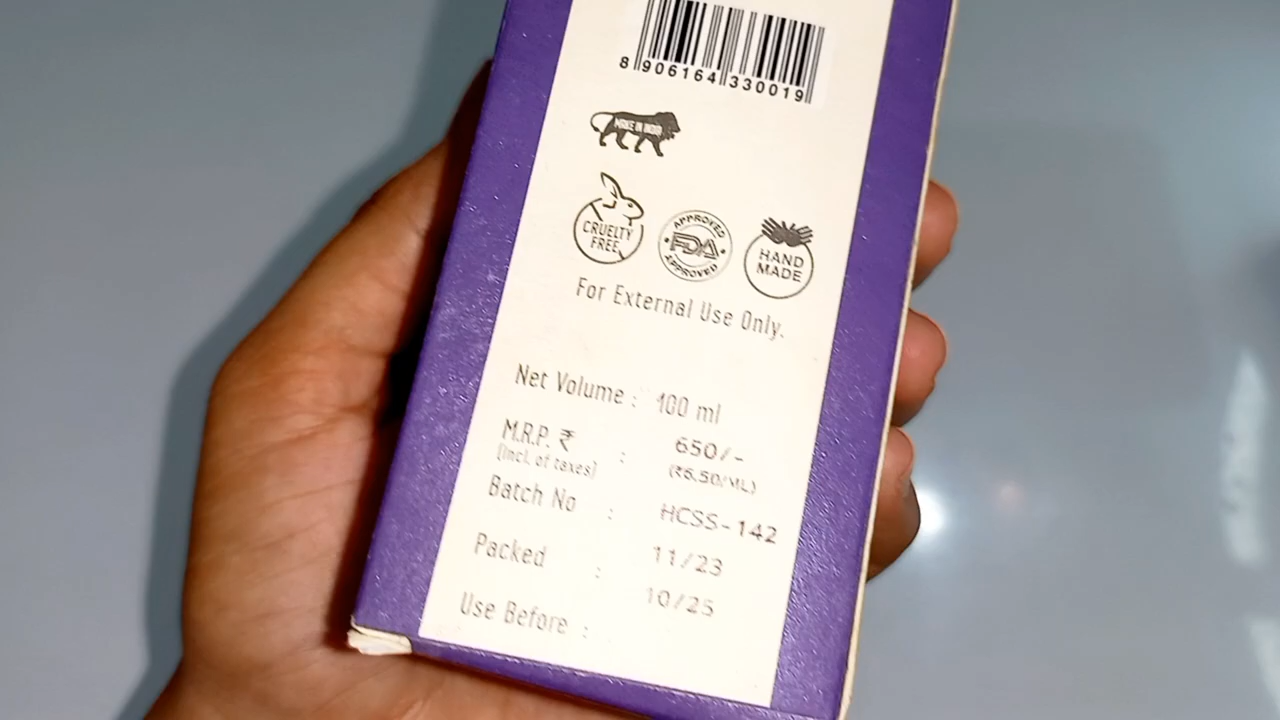 8 906164 330019
MAKE IN INDIA
CRUELTY
FREE
APPROVED
FDA
APPROVED
HAND
MADE
For External Use Only.
Net Volume : 100 ml
M.R.P. ₹ : 650/-
(Incl. of taxes) (₹6.50/ML)
Batch No : HCSS-142
Packed : 11/23
Use Before : 10/25